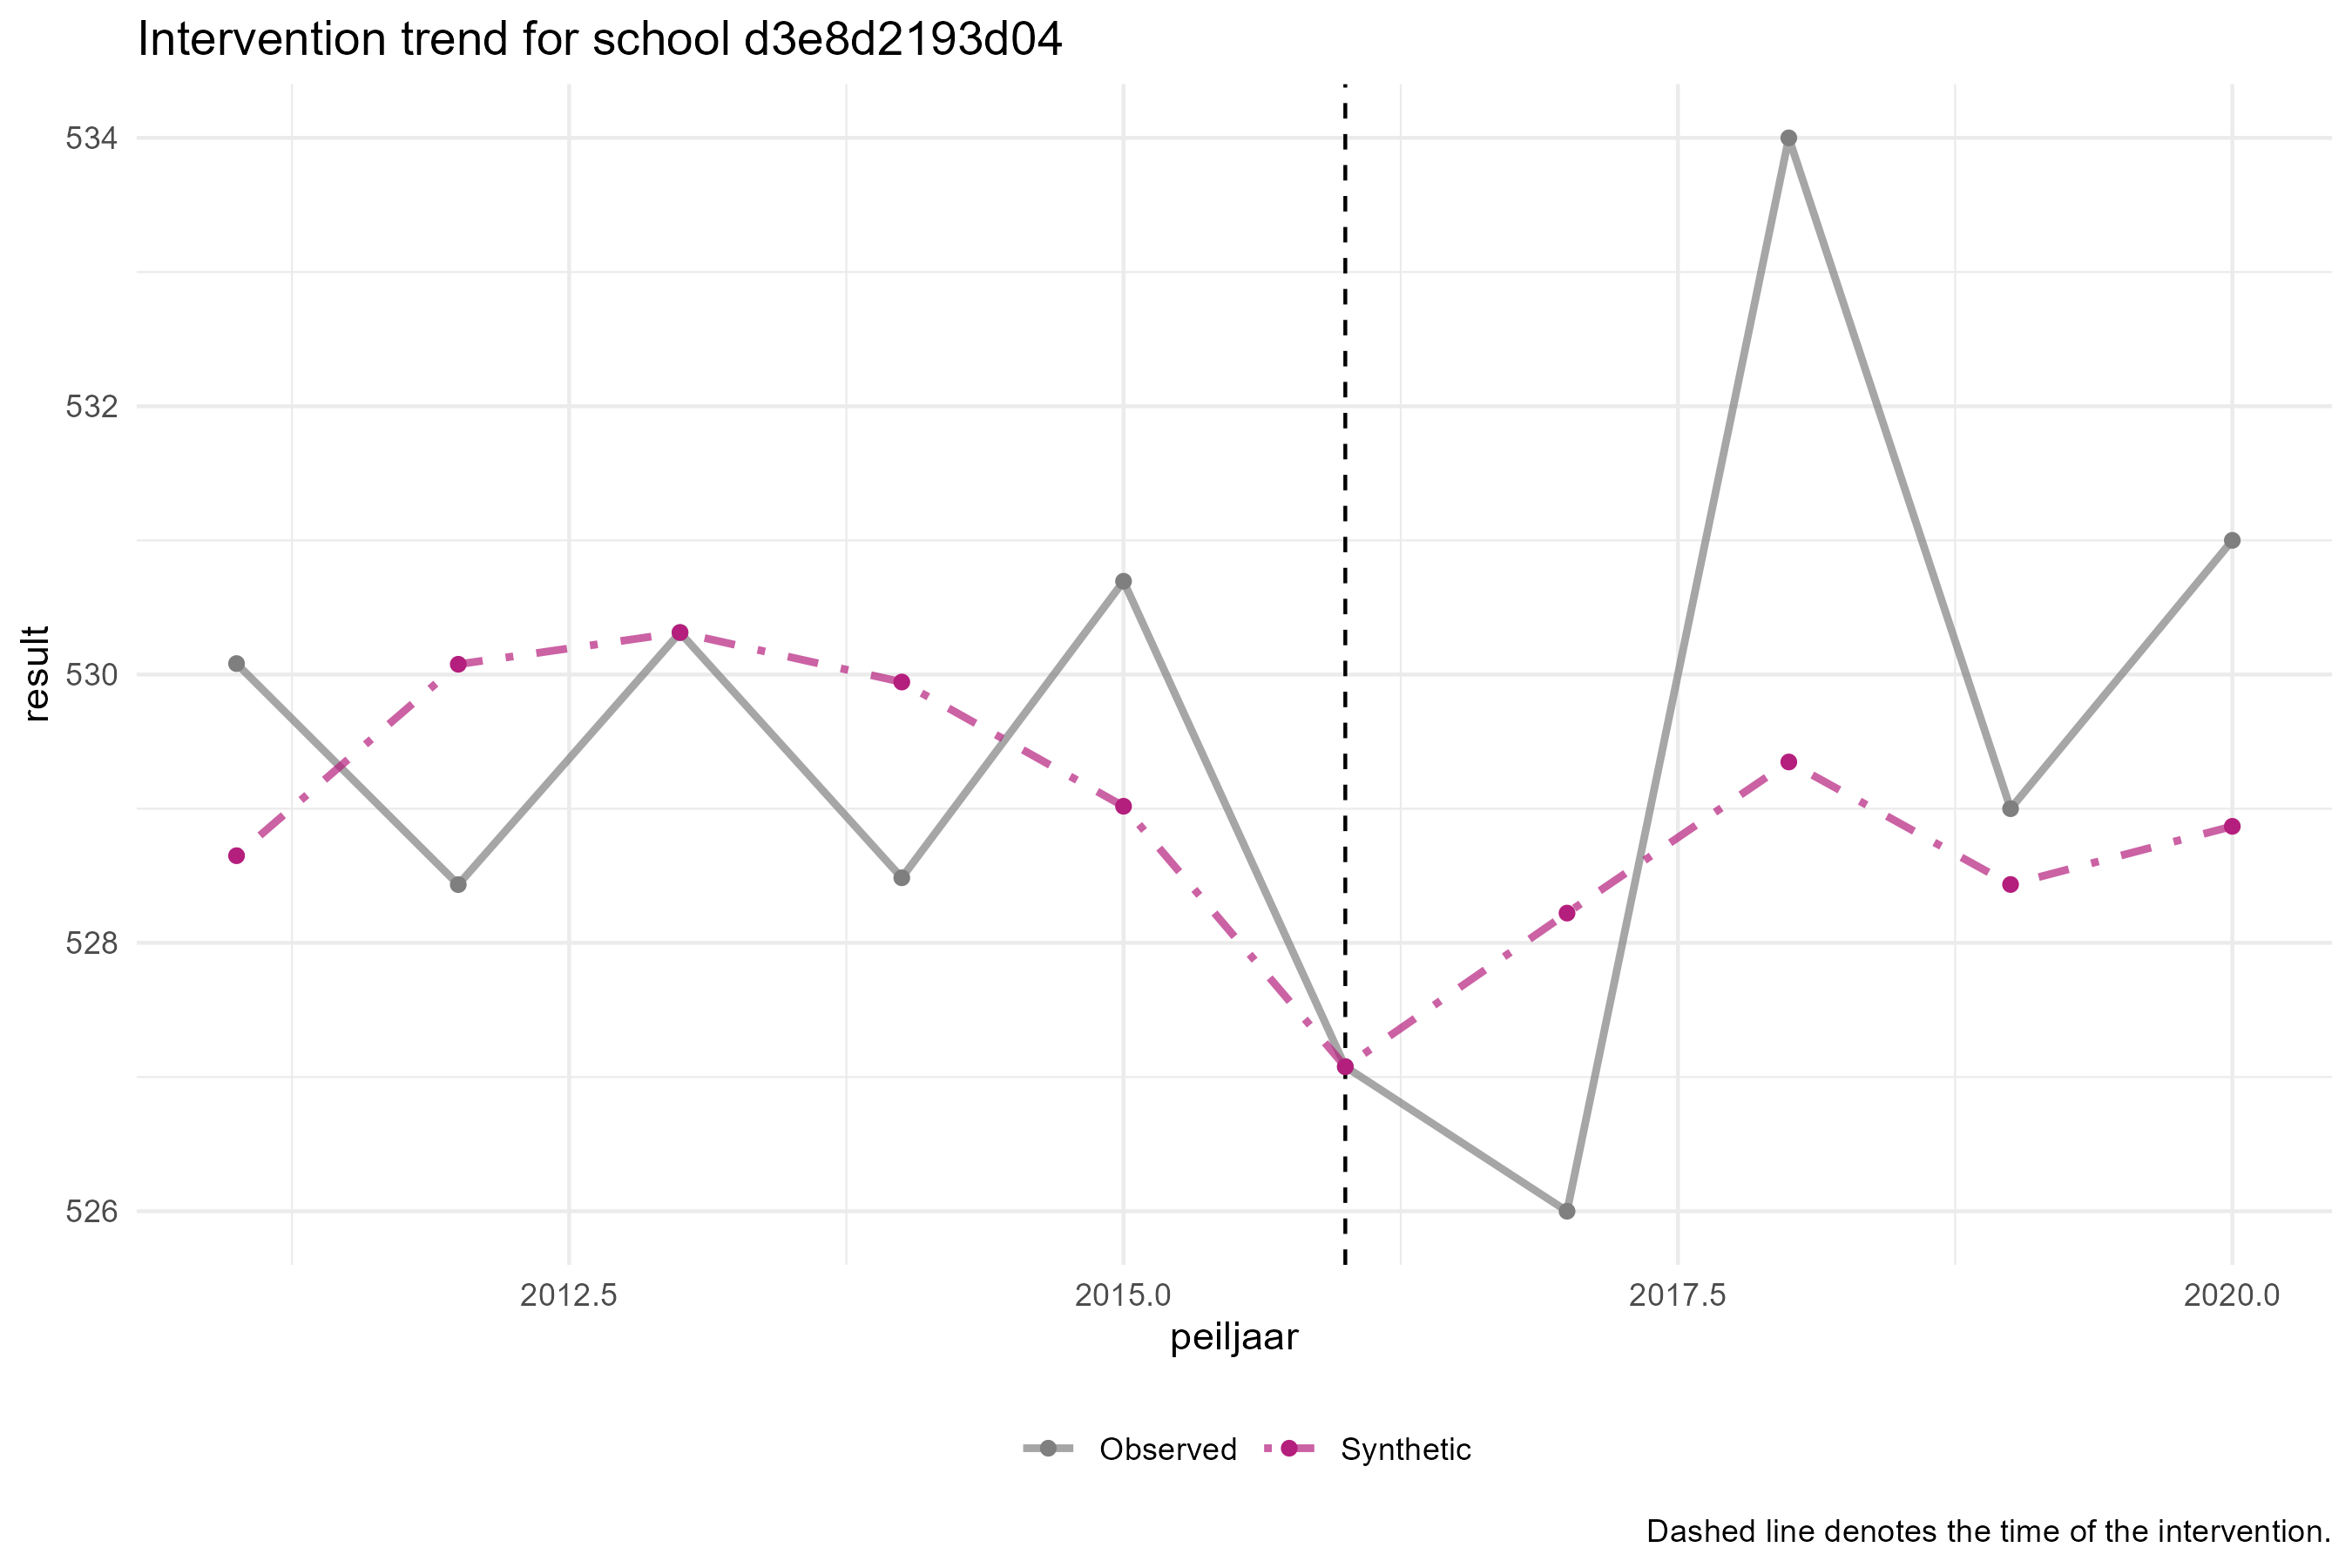 Intervention trend for school d3e8d2193d04
534
532
530
528
526
result
2012.5 2015.0 2017.5 2020.0
peiljaar
Observed Synthetic
Dashed line denotes the time of the intervention.